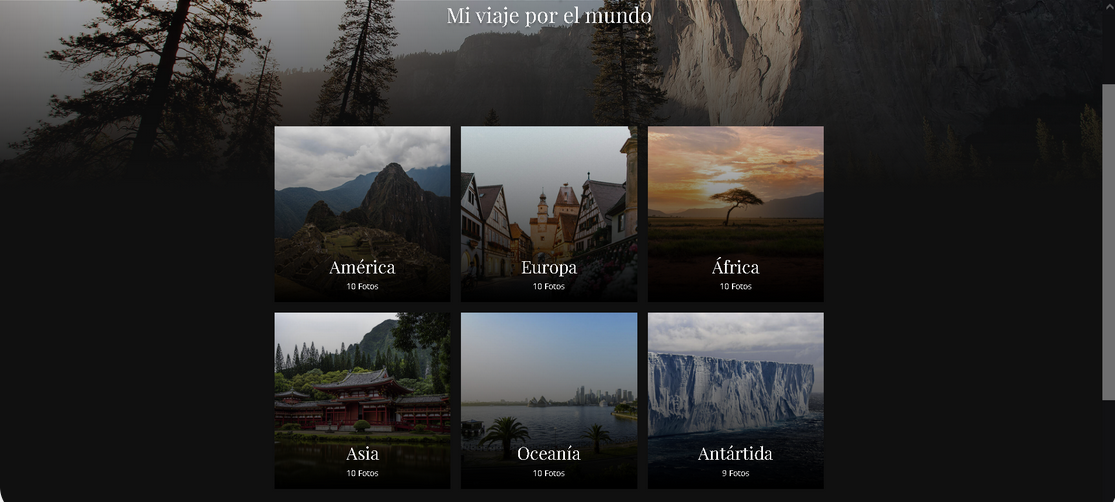 Mi viaje por el mundo
América
10 Fotos
Europa
10 Fotos
África
10 Fotos
Asia
10 Fotos
Oceanía
10 Fotos
Antártida
9 Fotos